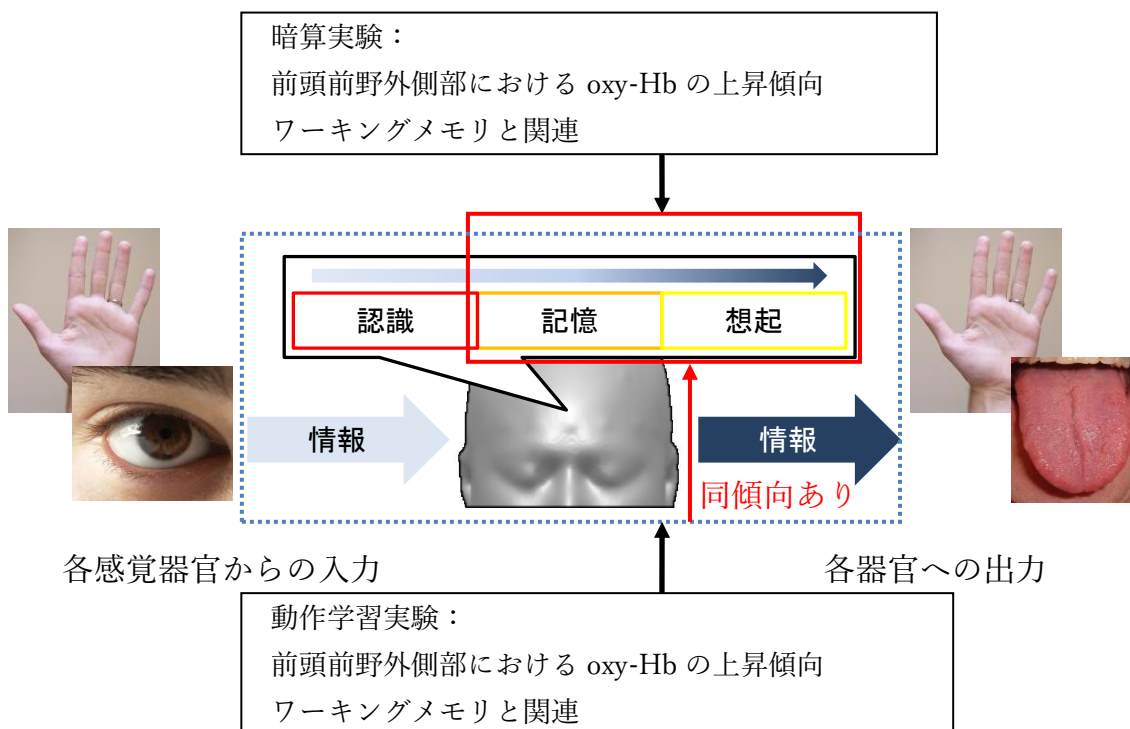 暗算実験：
前頭前野外側部における oxy-Hb の上昇傾向
ワーキングメモリと関連
認識
記憶
想起
情報
情報
同傾向あり
各感覚器官からの入力
各器官への出力
動作学習実験：
前頭前野外側部における oxy-Hb の上昇傾向
ワーキングメモリと関連